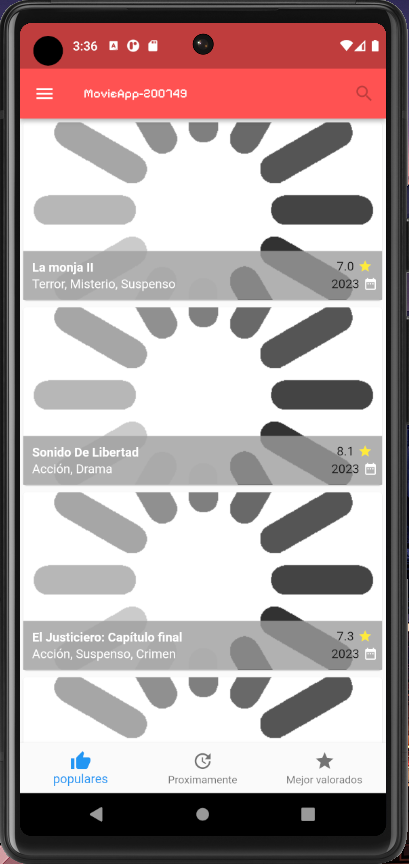 3:36
MovieApp-200749
La monja II
7.0
Terror, Misterio, Suspenso
2023
Sonido De Libertad
8.1
Acción, Drama
2023
El Justiciero: Capítulo final
7.3
Acción, Suspenso, Crimen
2023
populares
Proximamente
Mejor valorados